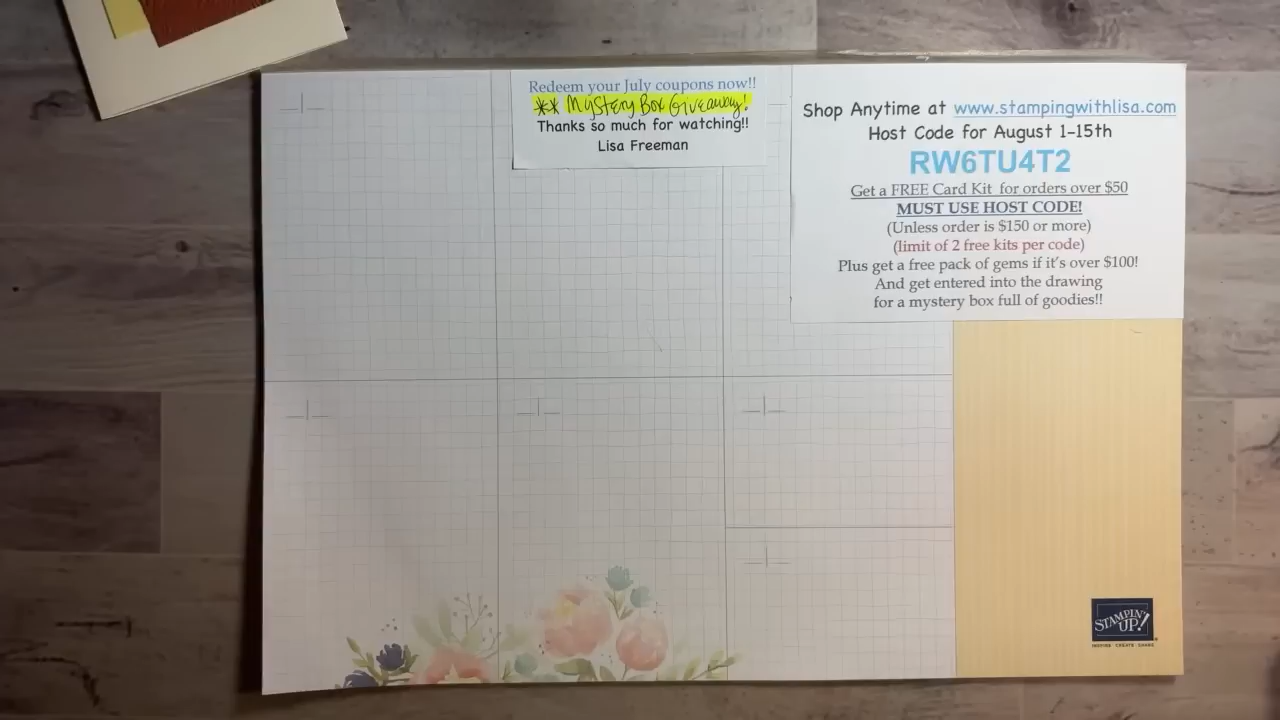 Redeem your July coupons now!!
** Mystery Box Giveaway!
Thanks so much for watching!!
Lisa Freeman
Shop Anytime at www.stampingwithlisa.com
Host Code for August 1-15th
RW6TU4T2
Get a FREE Card Kit for orders over $50
MUST USE HOST CODE!
(Unless order is $150 or more)
(limit of 2 free kits per code)
Plus get a free pack of gems if it's over $100!
And get entered into the drawing
for a mystery box full of goodies!!
STAMPIN' UP!
INSPIRE · CREATE · SHARE